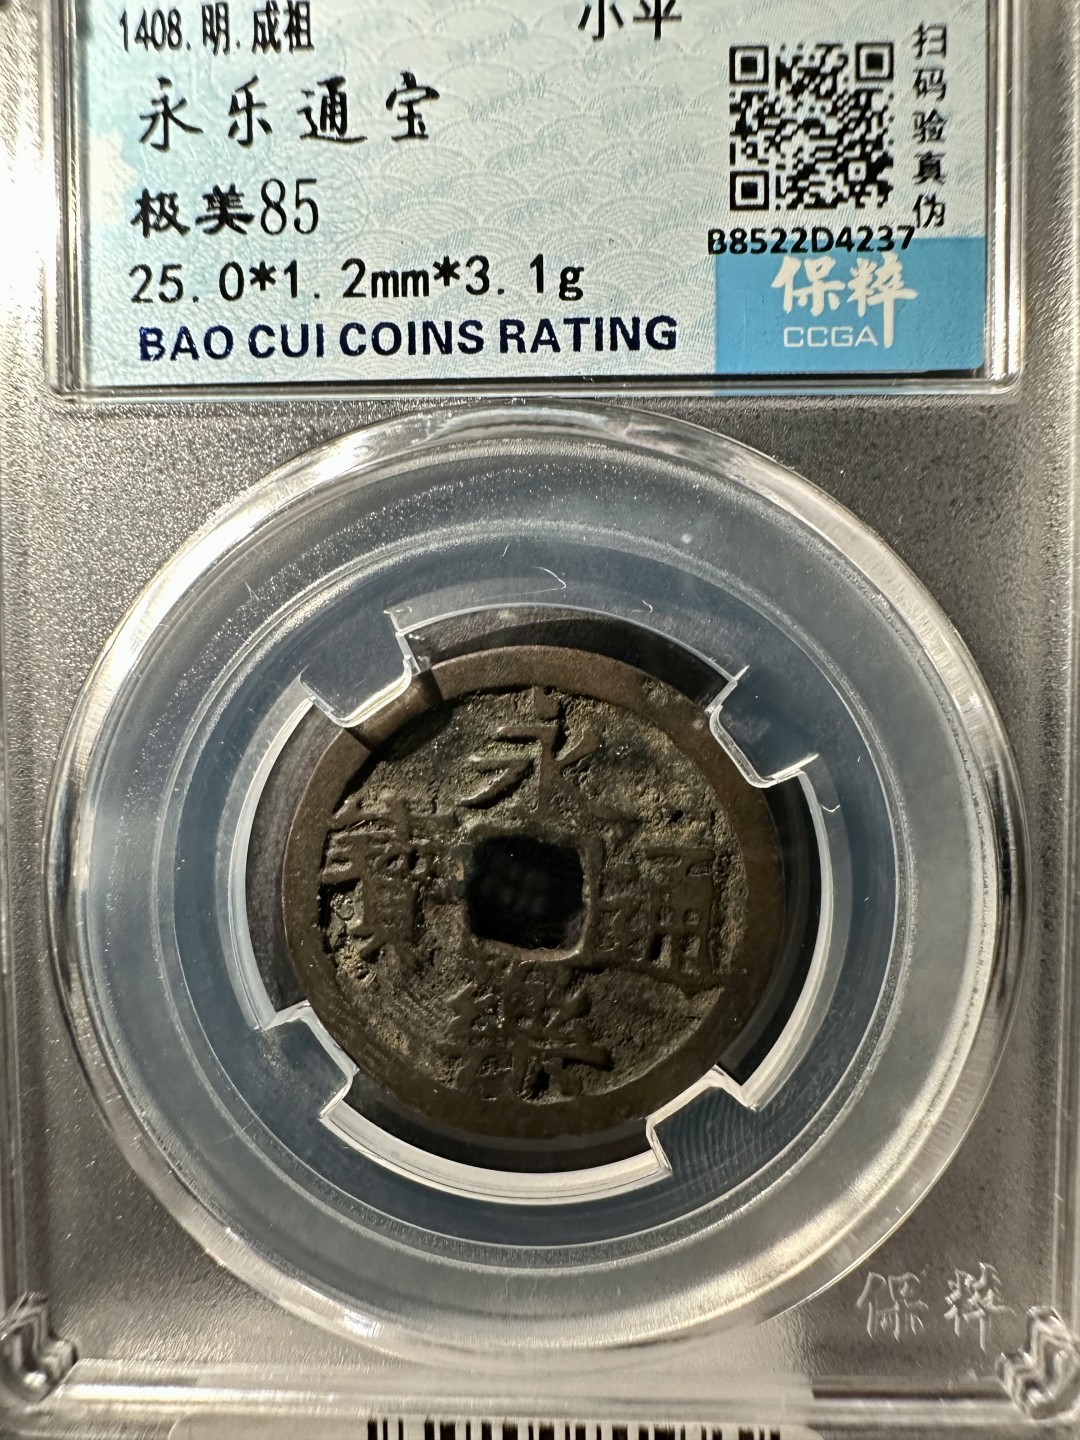 1408.明.成祖
小平
永乐通宝
极美85
25.0*1.2mm*3.1g
BAO CUI COINS RATING
扫码验真伪
B8522D4237
保粹
CCGA
永樂通寳
保粹